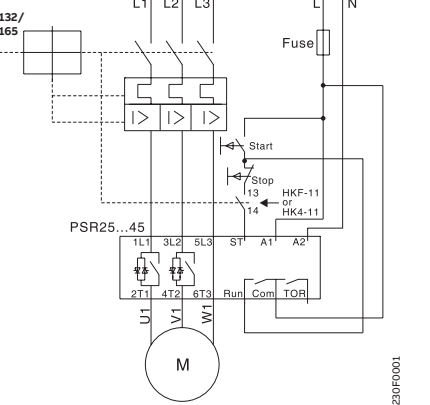 L1 L2 L3 L N
132/
165
Fuse
I> I> I>
Start
Stop
13 HKF-11
or
14 HK4-11
PSR25...45
1L1 3L2 5L3 ST A1 A2
2T1 4T2 6T3 Run Com TOR
U1 V1 W1
M
230F0001